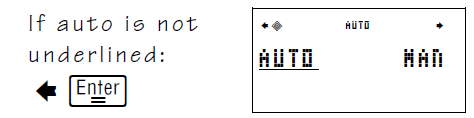 If auto is not
underlined:
Enter
AUTO
AUTO MAN